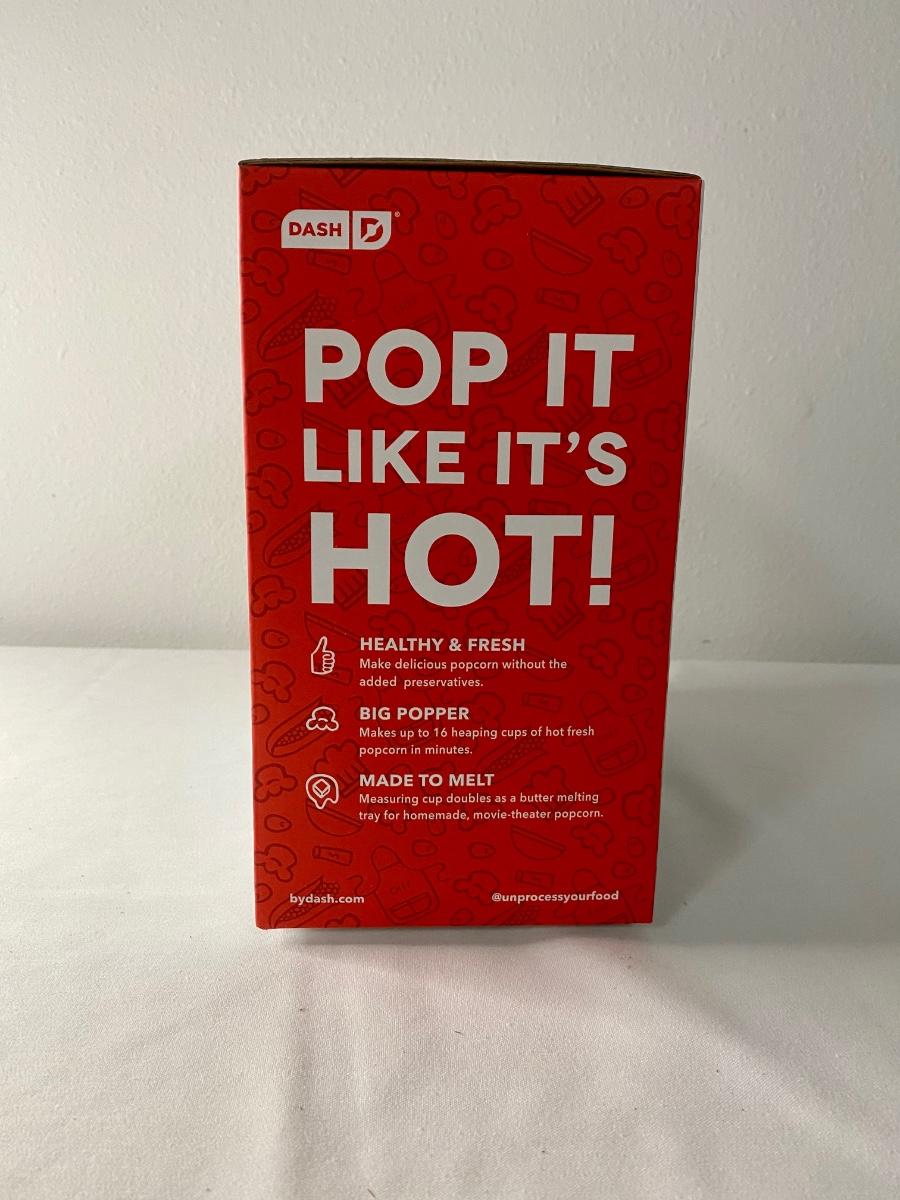 DASH D®
POP IT
LIKE IT'S
HOT!
HEALTHY & FRESH
Make delicious popcorn without the
added preservatives.
BIG POPPER
Makes up to 16 heaping cups of hot fresh
popcorn in minutes.
MADE TO MELT
Measuring cup doubles as a butter melting
tray for homemade, movie-theater popcorn.
bydash.com @unprocessyourfood